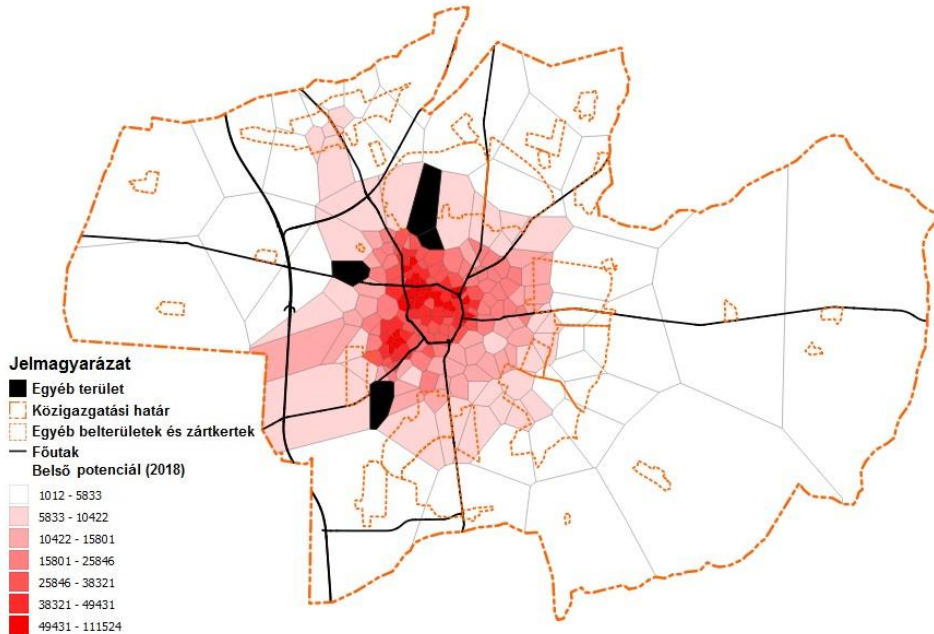 Jelmagyarázat
Egyéb terület
Közigazgatási határ
Egyéb belterületek és zártkertek
Főutak
Belső potenciál (2018)
1012 - 5833
5833 - 10422
10422 - 15801
15801 - 25846
25846 - 38321
38321 - 49431
49431 - 111524